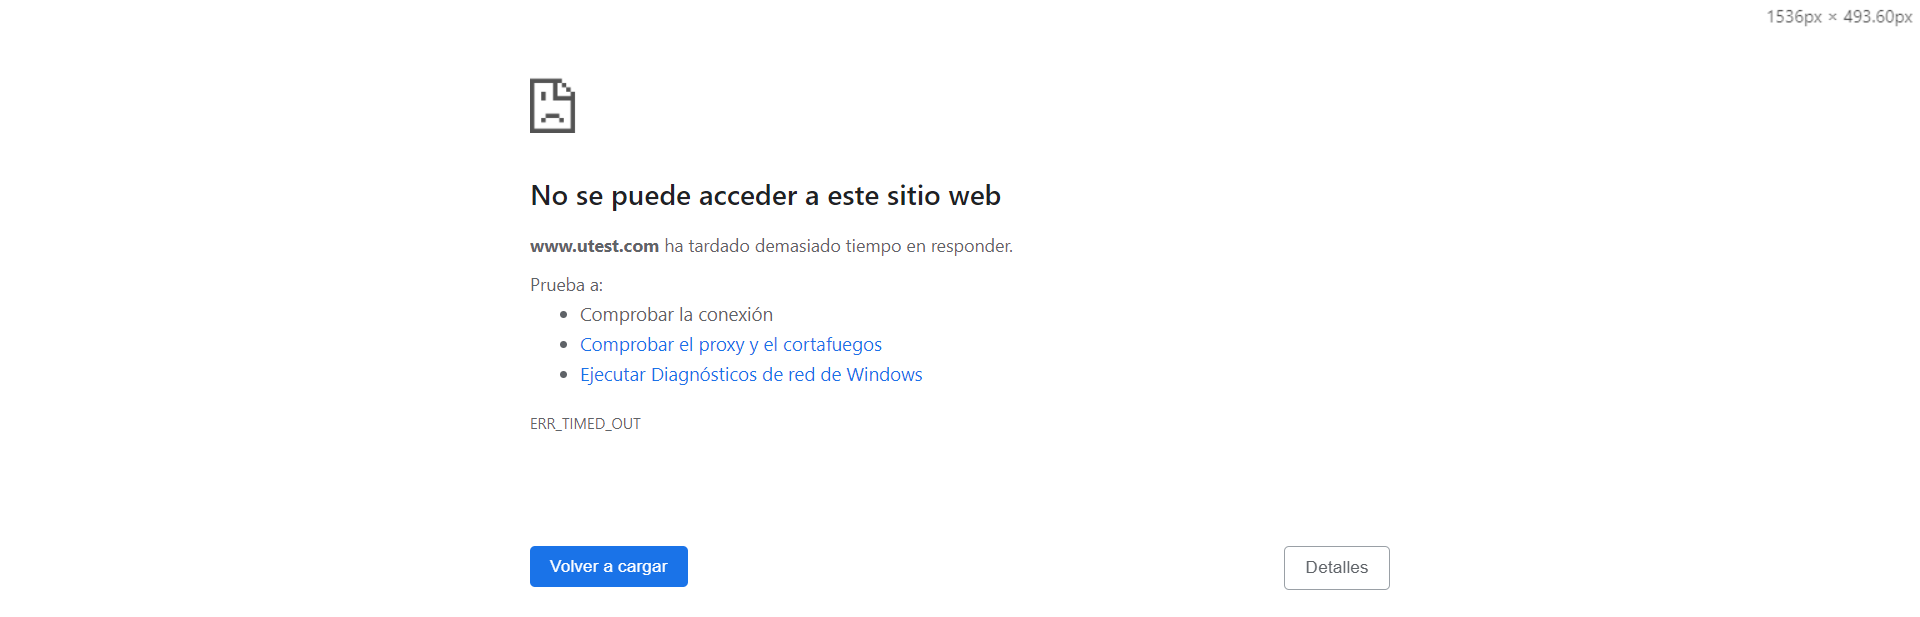 1536px × 493.60px
No se puede acceder a este sitio web
www.utest.com ha tardado demasiado tiempo en responder.
Prueba a:
• Comprobar la conexión
• Comprobar el proxy y el cortafuegos
• Ejecutar Diagnósticos de red de Windows
ERR_TIMED_OUT
Volver a cargar
Detalles